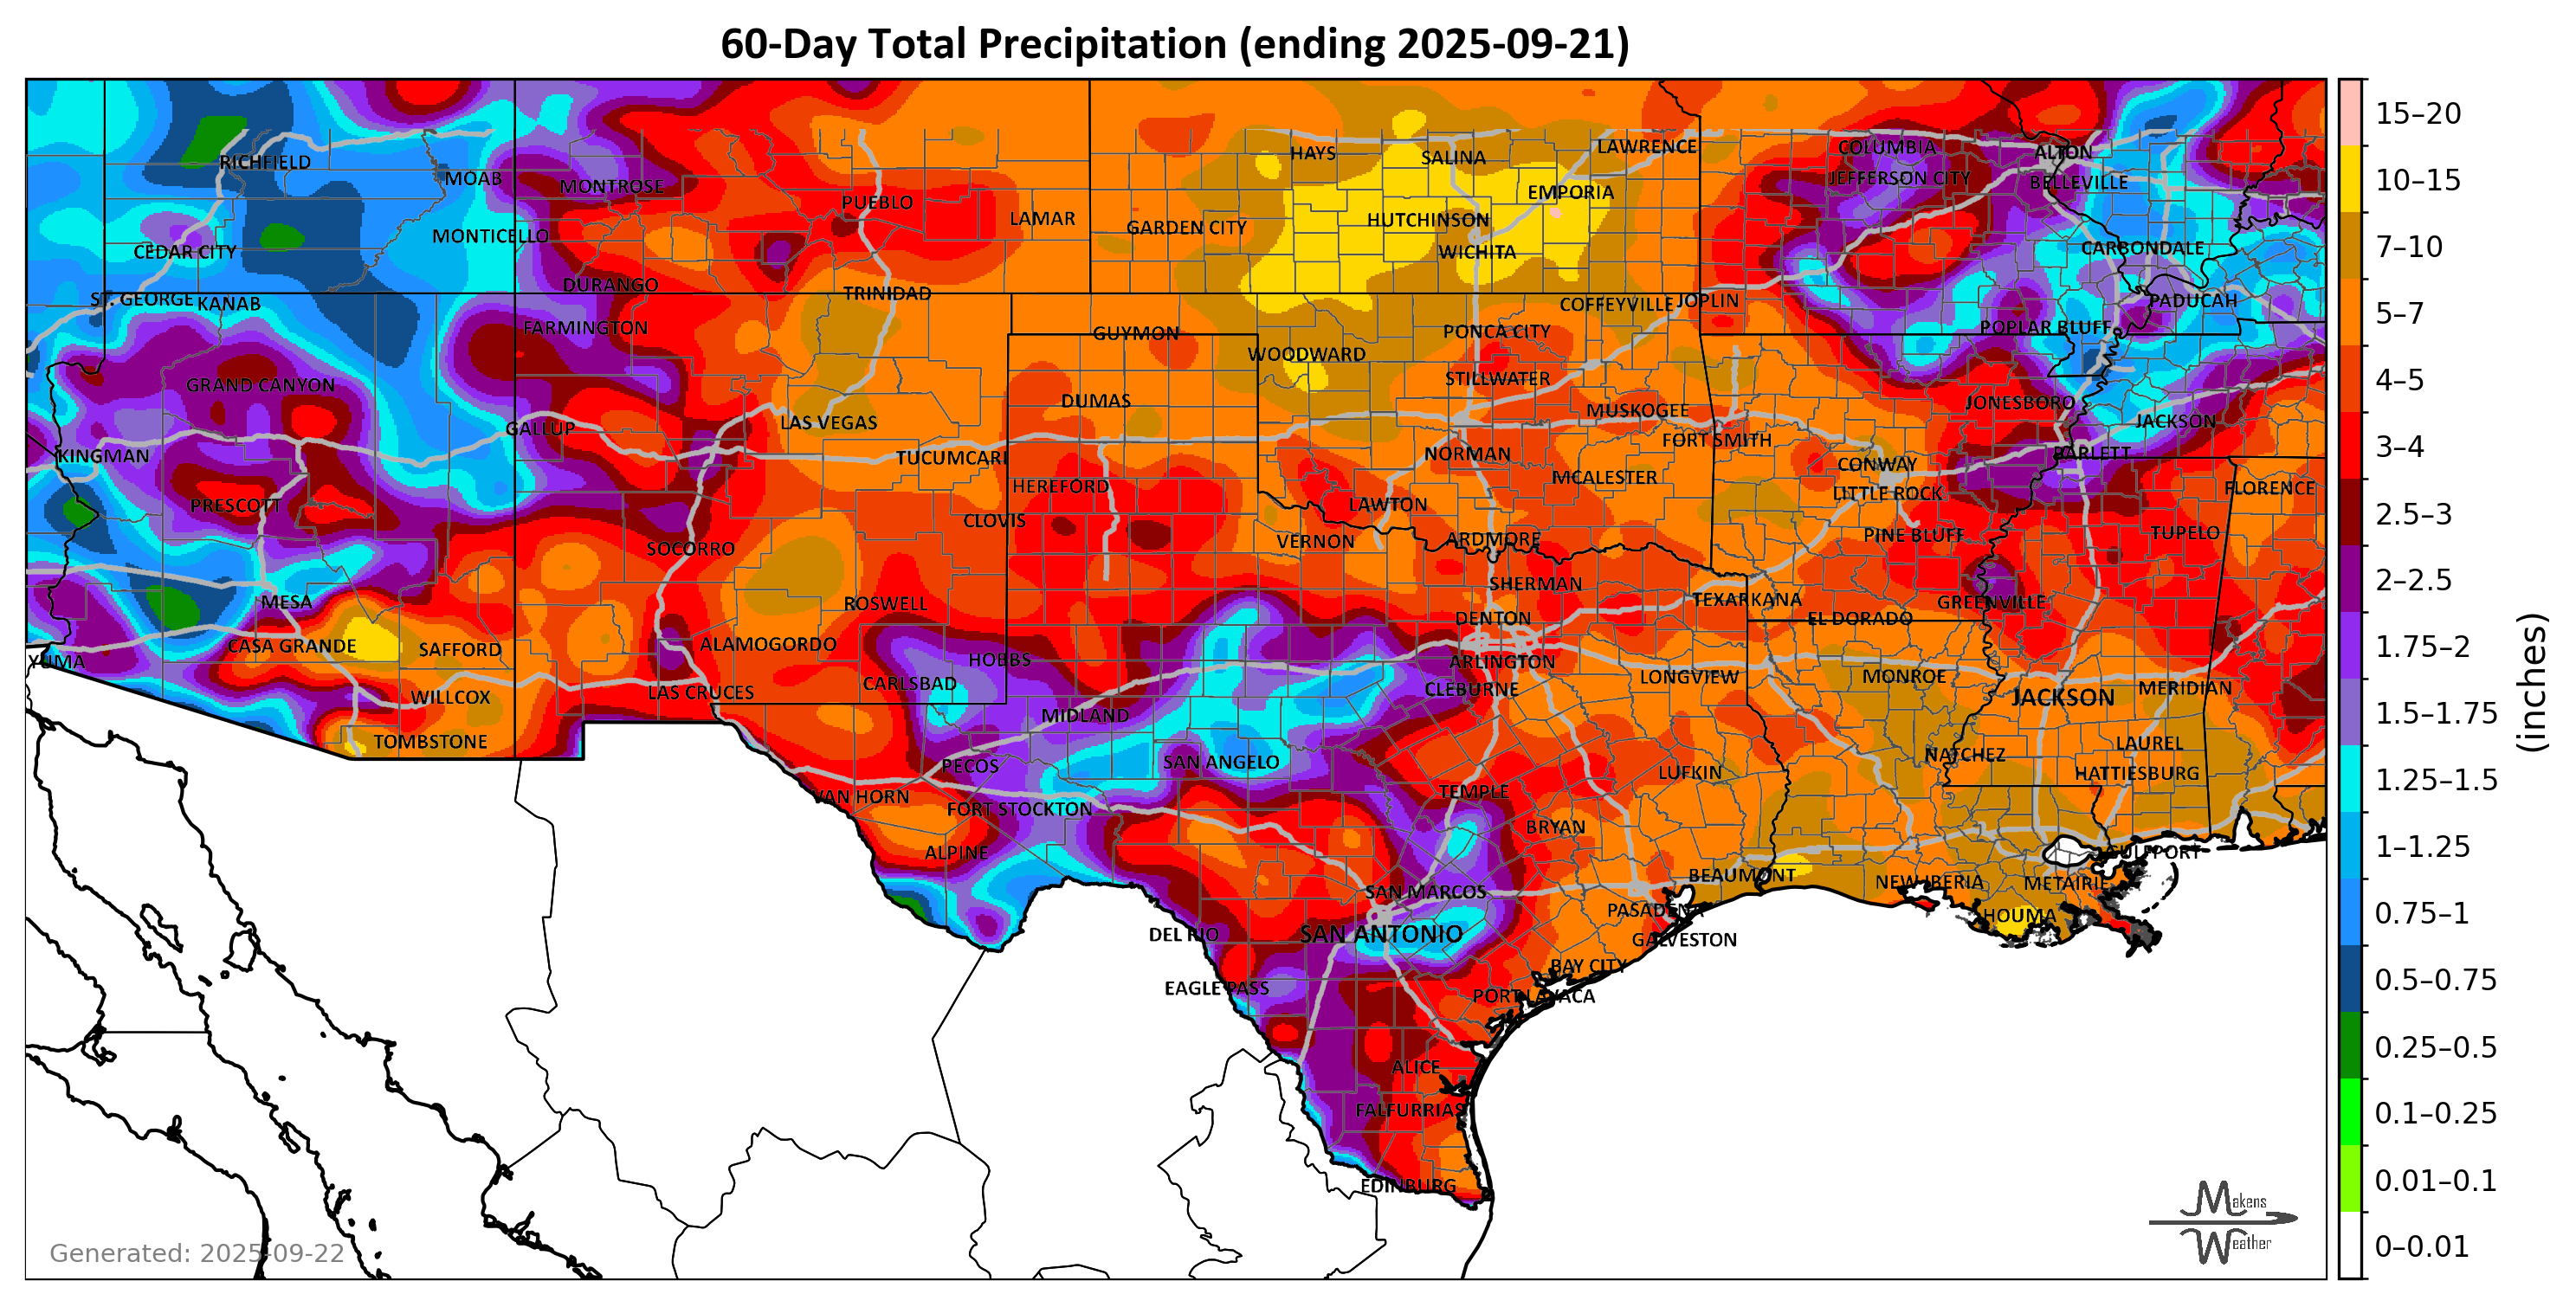 60-Day Total Precipitation (ending 2025-09-21)
15–20
HAYS
SALINA
LAWRENCE
COLUMBIA
ALTON
10–15
RICHFIELD
MOAB
MONTROSE
EMPORIA
JEFFERSON CITY
BELLEVILLE
PUEBLO
LAMAR
GARDEN CITY
HUTCHINSON
7–10
CEDAR CITY
MONTICELLO
WICHITA
CARBONDALE
5–7
ST. GEORGE
KANAB
DURANGO
TRINIDAD
COFFEYVILLE
JOPLIN
PADUCAH
FARMINGTON
GUYMON
PONCA CITY
POPLAR BLUFF
4–5
GRAND CANYON
WOODWARD
STILLWATER
DUMAS
MUSKOGEE
JONESBORO
3–4
GALLUP
LAS VEGAS
FORT SMITH
JACKSON
KINGMAN
TUCUMCARI
NORMAN
CONWAY
BARLETT
2.5–3
PRESCOTT
HEREFORD
LAWTON
MCALESTER
LITTLE ROCK
FLORENCE
CLOVIS
SOCORRO
VERNON
ARDMORE
PINE BLUFF
TUPELO
2–2.5
MESA
ROSWELL
SHERMAN
TEXARKANA
GREENVILLE
1.75–2
CASA GRANDE
SAFFORD
ALAMOGORDO
DENTON
EL DORADO
YUMA
HOBBS
ARLINGTON
1.5–1.75
WILLCOX
LAS CRUCES
CARLSBAD
CLEBURNE
LONGVIEW
MONROE
JACKSON
MERIDIAN
(inches)
TOMBSTONE
MIDLAND
NATCHEZ
LAUREL
1.25–1.5
PECOS
SAN ANGELO
LUFKIN
HATTIESBURG
VAN HORN
FORT STOCKTON
TEMPLE
1–1.25
ALPINE
BRYAN
GULFPORT
0.75–1
SAN MARCOS
BEAUMONT
NEW IBERIA
METAIRIE
DEL RIO
SAN ANTONIO
PASADENA
GALVESTON
HOUMA
0.5–0.75
EAGLE PASS
BAY CITY
PORT LAVACA
0.25–0.5
ALICE
0.1–0.25
FALFURRIAS
0.01–0.1
EDINBURG
Makens
Weather
0–0.01
Generated: 2025-09-22